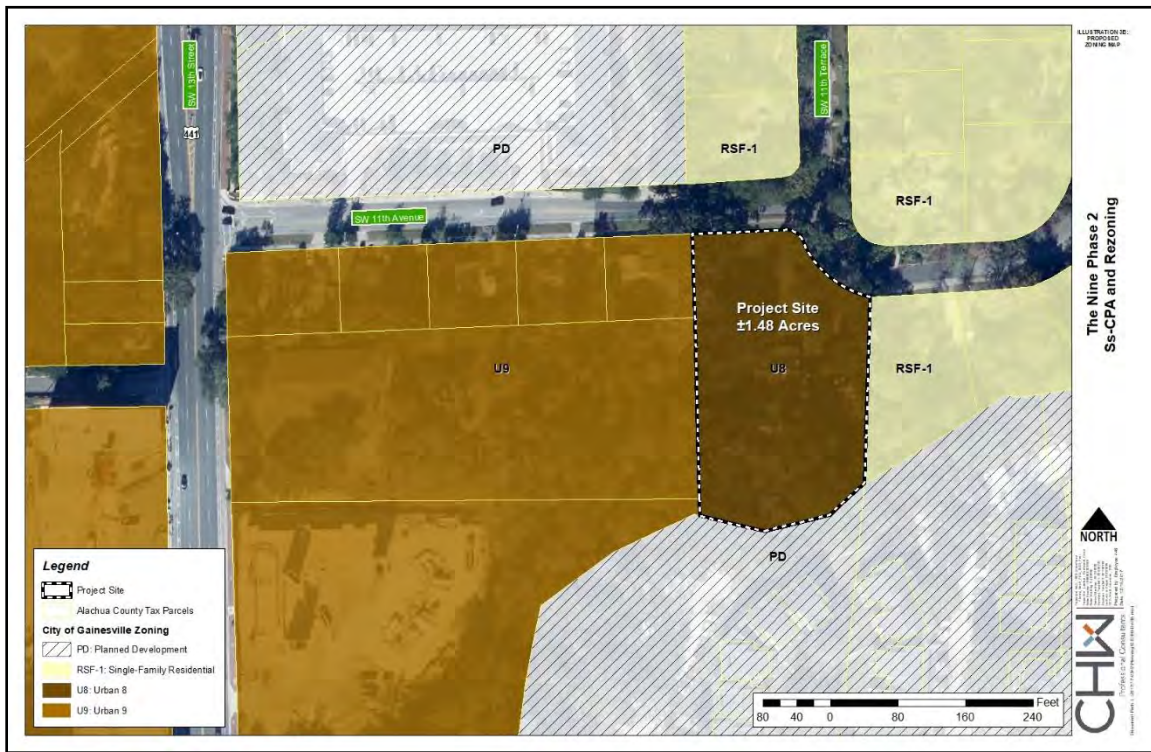 ILLUSTRATION 3B:
PROPOSED
ZONING MAP
SW 13th Street
441
SW 11th Terrace
PD
RSF-1
RSF-1
SW 11th Avenue
Project Site
±1.48 Acres
U9
U8
RSF-1
PD
The Nine Phase 2
Ss-CPA and Rezoning
NORTH
Legend
Project Site
Alachua County Tax Parcels
City of Gainesville Zoning
PD: Planned Development
RSF-1: Single-Family Residential
U8: Urban 8
U9: Urban 9
Feet
80 40 0 80 160 240
CHW
Professional Consultants